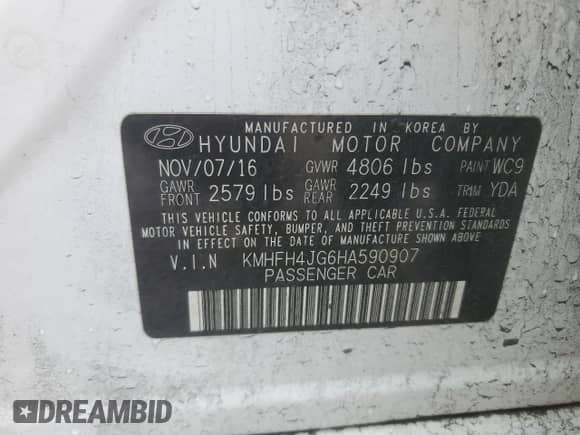 MANUFACTURED IN KOREA BY
HYUNDAI MOTOR COMPANY
NOV/07/16 GVWR 4806 lbs PAINT WC9
GAWR FRONT 2579 lbs GAWR REAR 2249 lbs TRIM YDA
THIS VEHICLE CONFORMS TO ALL APPLICABLE U.S.A. FEDERAL
MOTOR VEHICLE SAFETY, BUMPER, AND THEFT PREVENTION STANDARDS
IN EFFECT ON THE DATE OF MANUFACTURE SHOWN ABOVE.
V.I.N KMHFH4JG6HA590907
PASSENGER CAR
DREAMBID